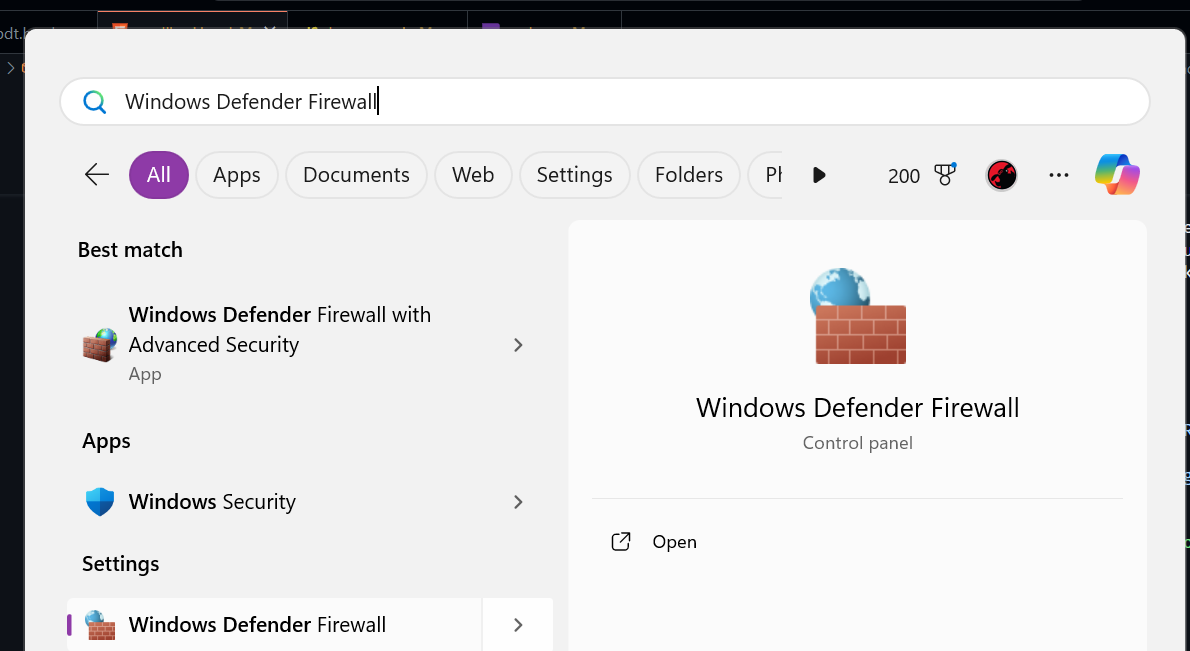 Windows Defender Firewall
All
Apps
Documents
Web
Settings
Folders
200
Best match
Windows Defender Firewall with
Advanced Security
App
Apps
Windows Security
Settings
Windows Defender Firewall
Windows Defender Firewall
Control panel
Open